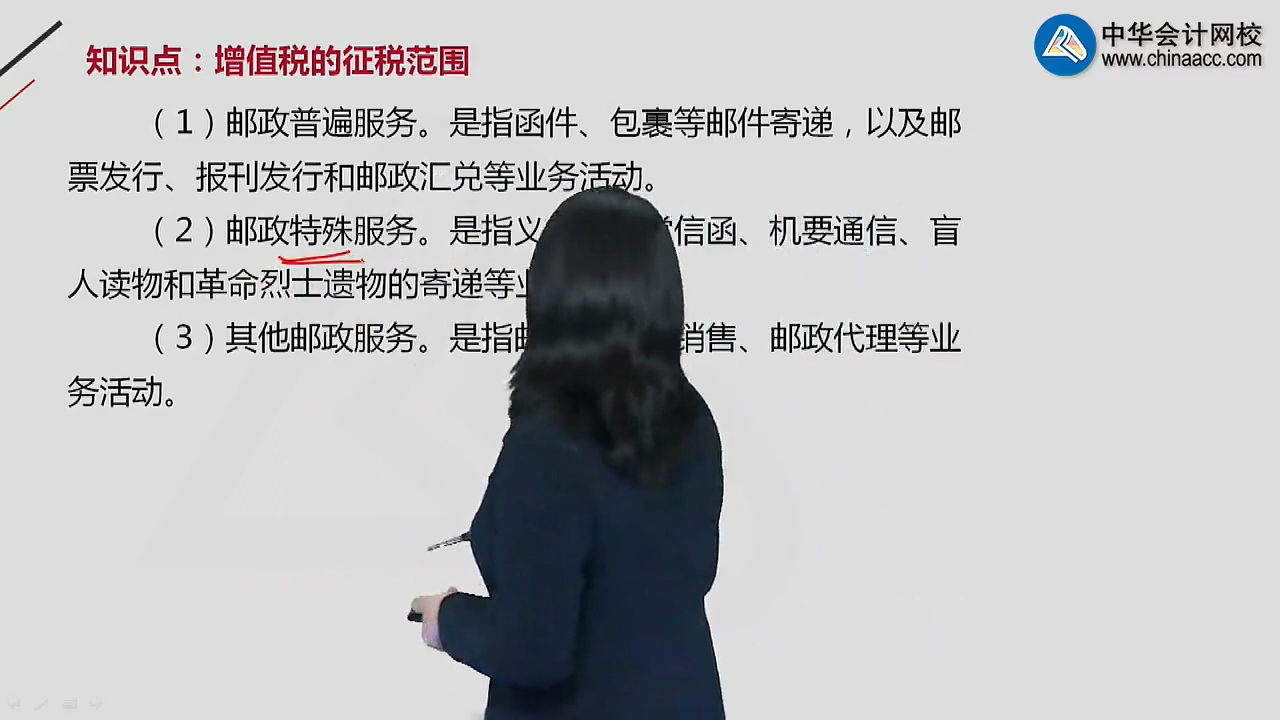 知识点：增值税的征税范围
中华会计网校
www.chinaacc.com
（1）邮政普遍服务。是指函件、包裹等邮件寄递，以及邮
票发行、报刊发行和邮政汇兑等业务活动。
（2）邮政特殊服务。是指义 信函、机要通信、盲
人读物和革命烈士遗物的寄递等
（3）其他邮政服务。是指 销售、邮政代理等业
务活动。